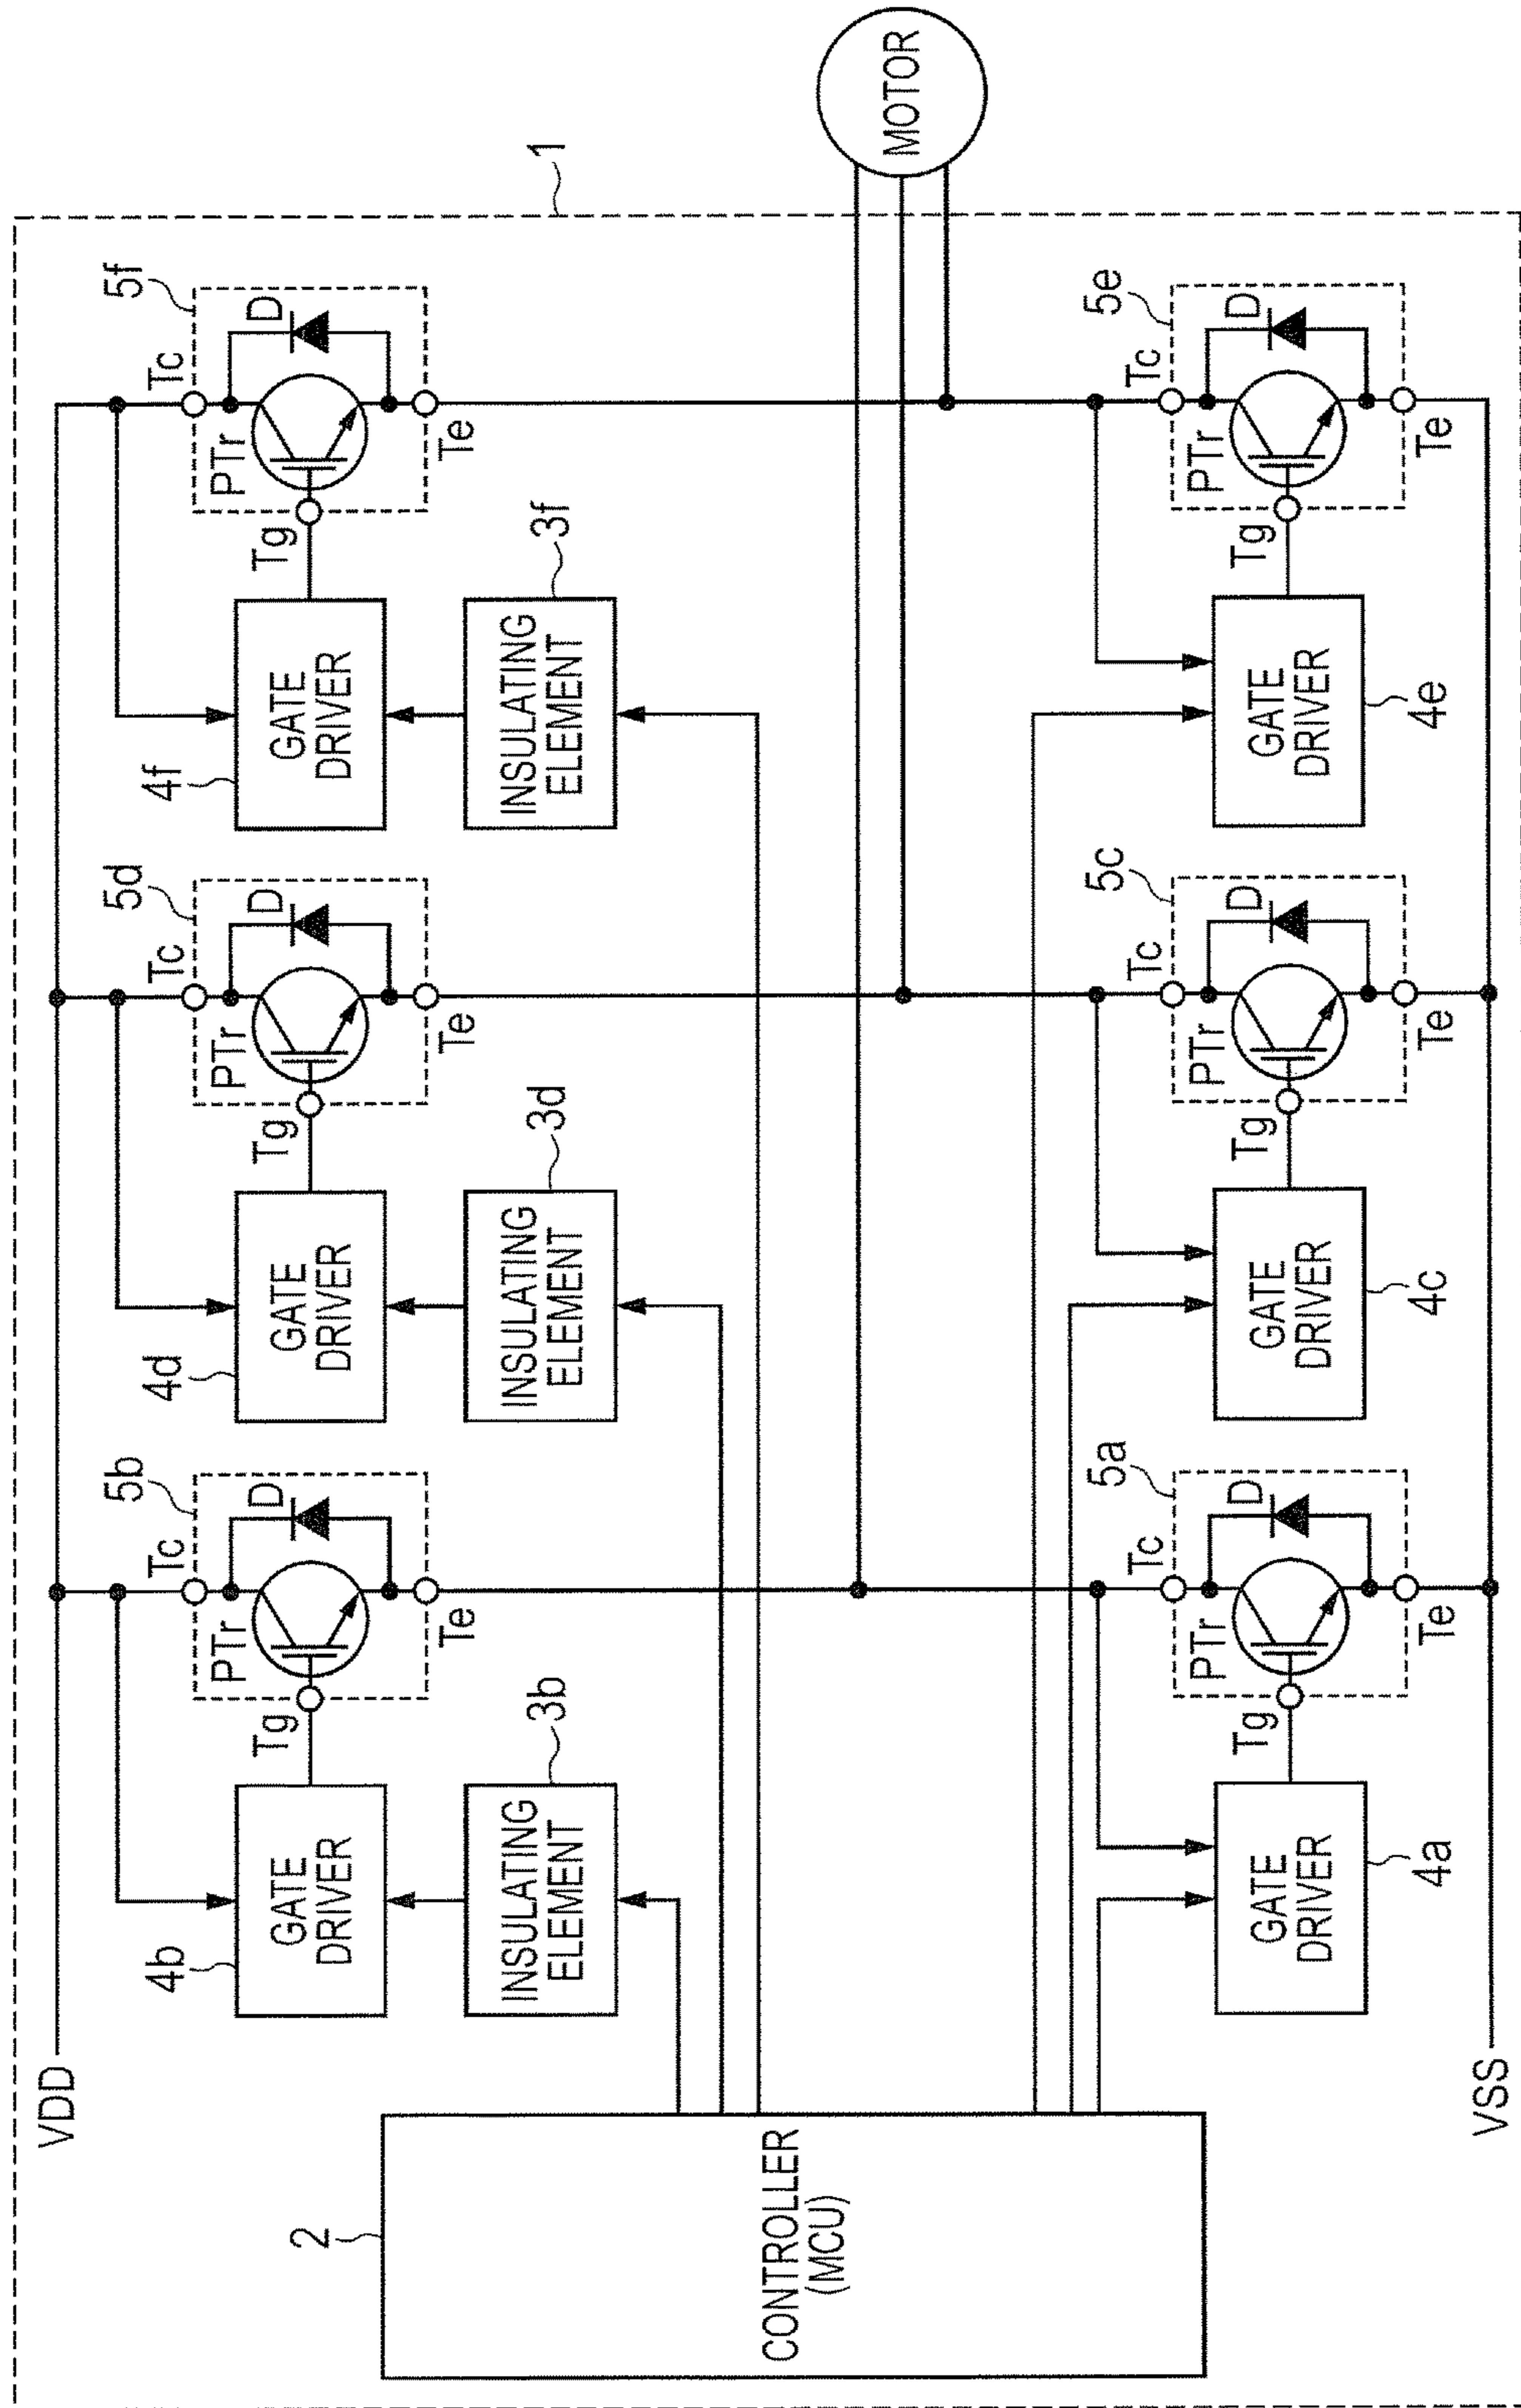 1
VDD
5b
5d
5f
Tc
D
Tc
D
Tc
D
PTr
PTr
PTr
Tg
Tg
Tg
Te
Te
Te
4b
GATE
DRIVER
4d
GATE
DRIVER
4f
GATE
DRIVER
3b
INSULATING
ELEMENT
3d
INSULATING
ELEMENT
3f
INSULATING
ELEMENT
2
CONTROLLER
(MCU)
MOTOR
5a
5c
5e
Tc
D
Tc
D
Tc
D
PTr
PTr
PTr
Tg
Tg
Tg
Te
Te
Te
GATE
DRIVER
4a
GATE
DRIVER
4c
GATE
DRIVER
4e
VSS